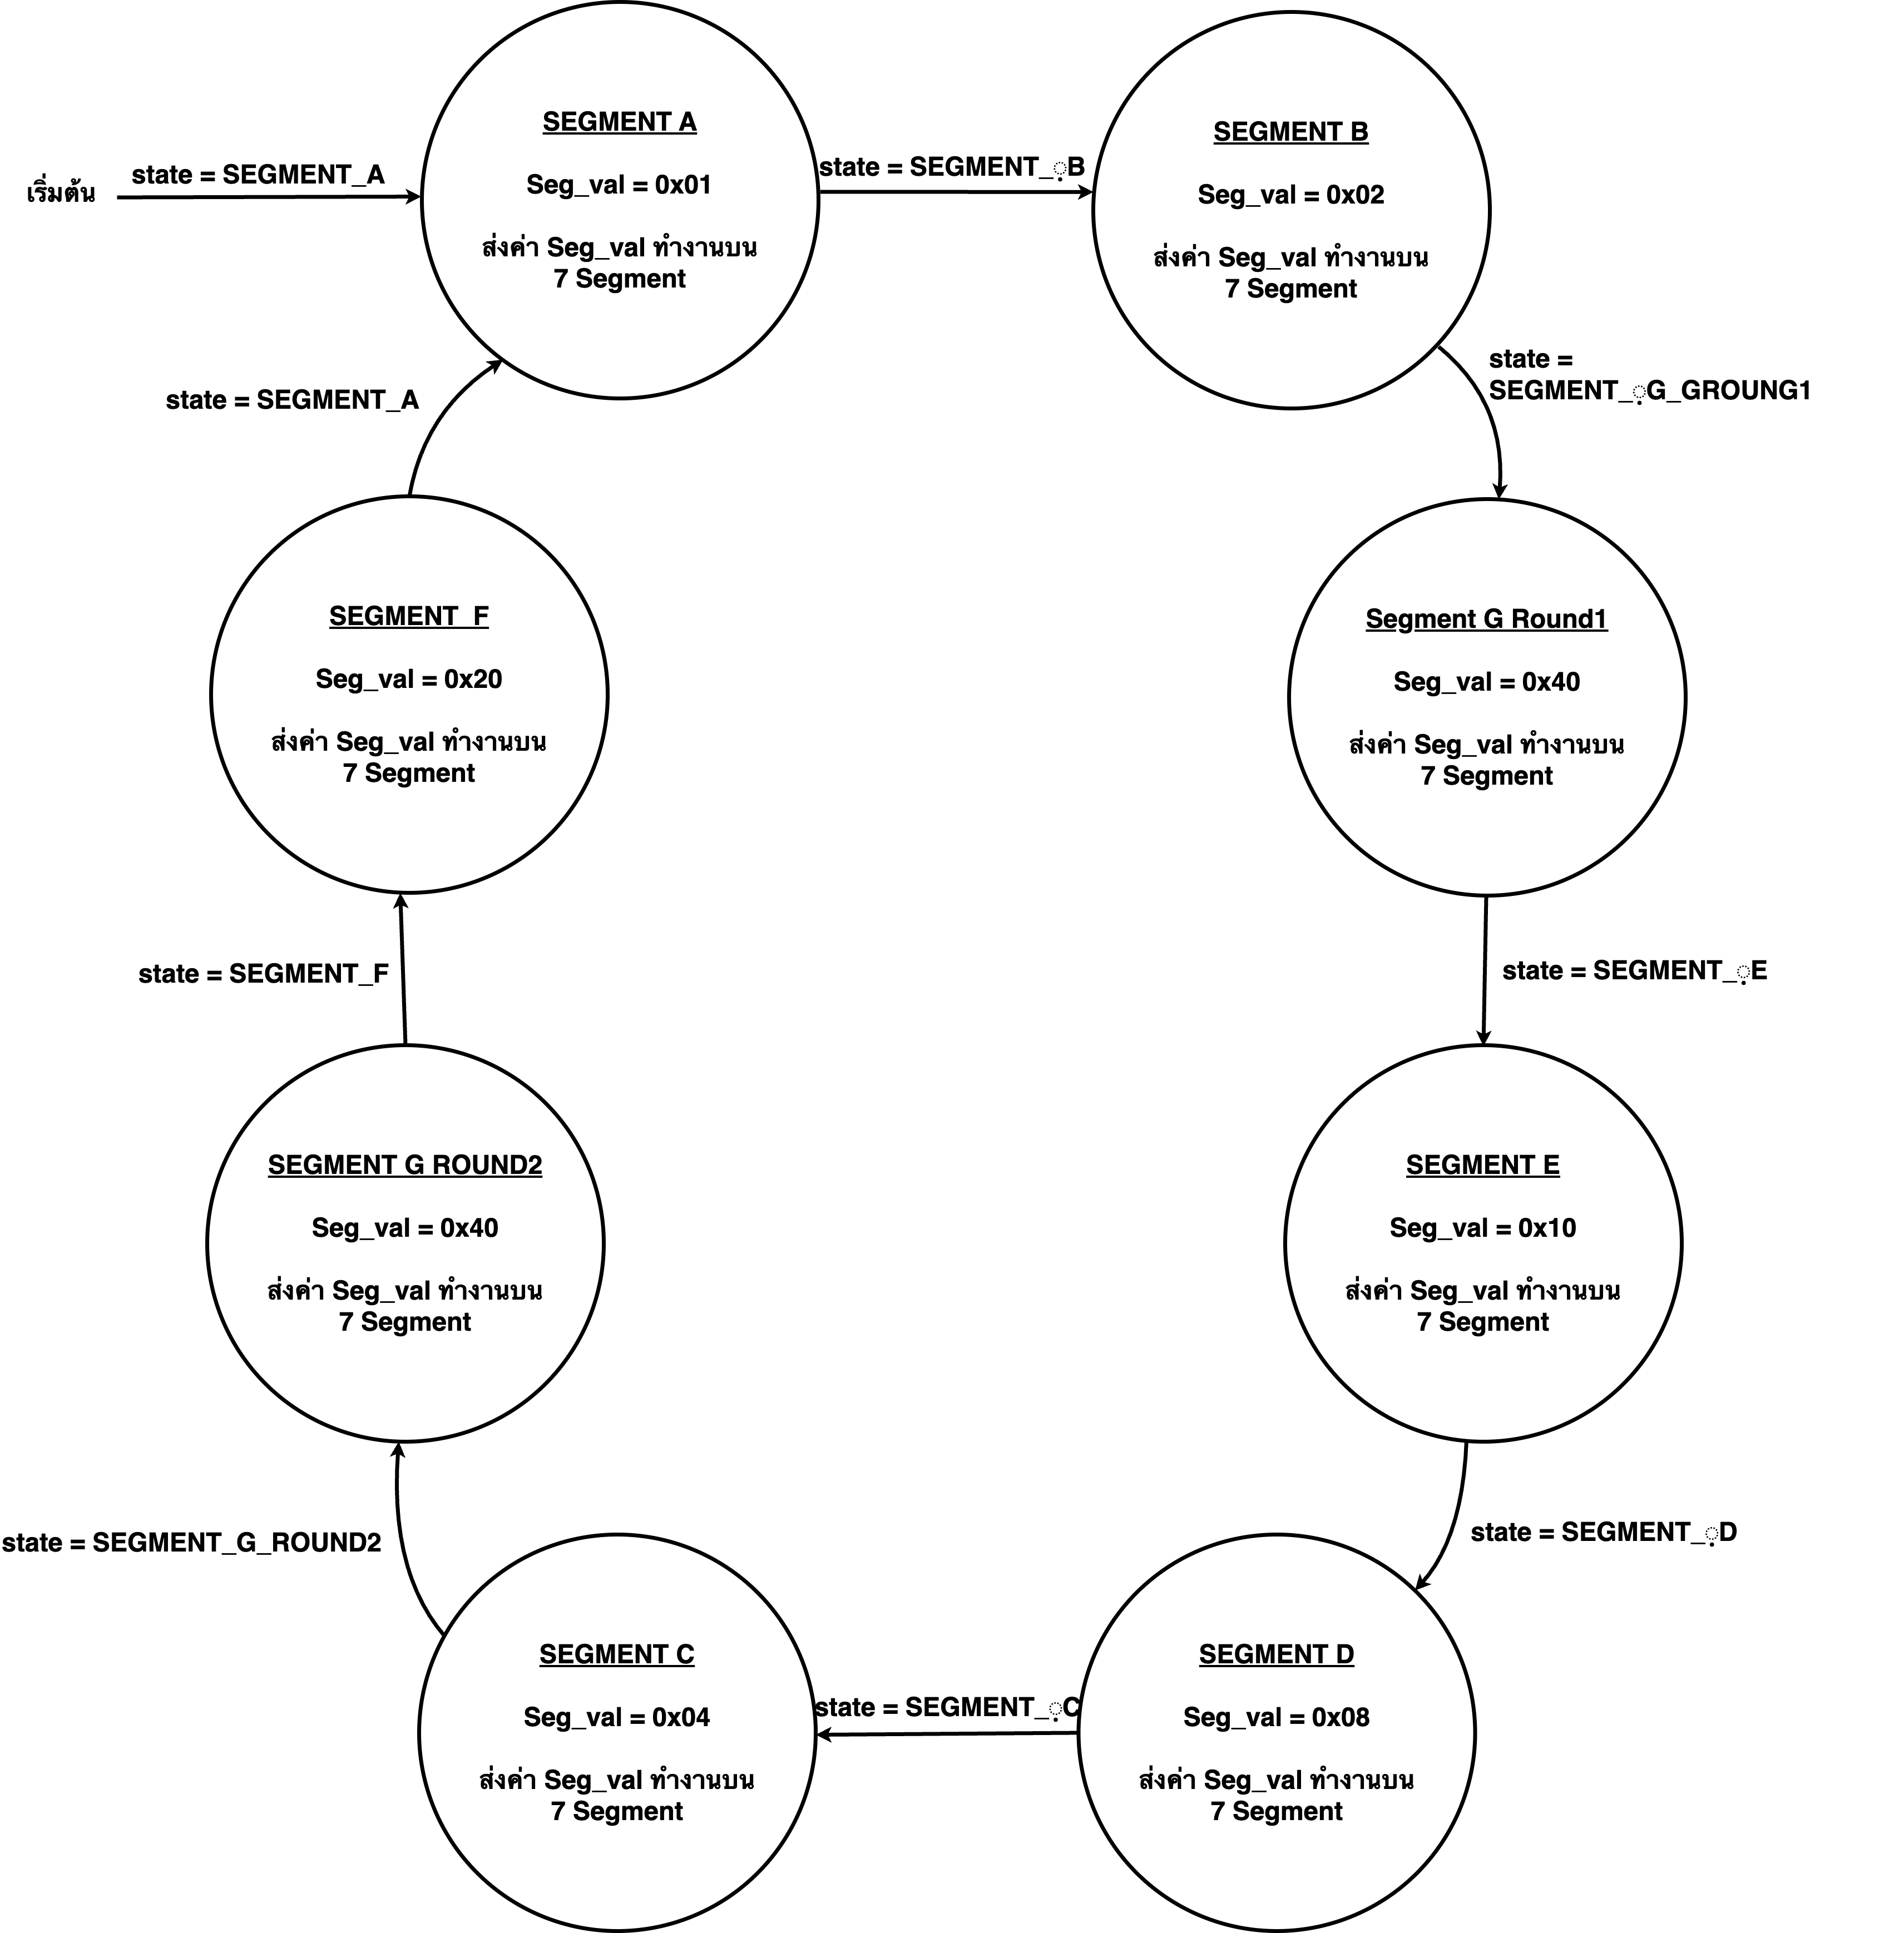 เริ่มต้น
state = SEGMENT_A
SEGMENT A
Seg_val = 0x01
ส่งค่า Seg_val ทำงานบน
7 Segment
state = SEGMENT_ฺB
SEGMENT B
Seg_val = 0x02
ส่งค่า Seg_val ทำงานบน
7 Segment
state =
SEGMENT_ฺG_GROUNG1
Segment G Round1
Seg_val = 0x40
ส่งค่า Seg_val ทำงานบน
7 Segment
state = SEGMENT_ฺE
SEGMENT E
Seg_val = 0x10
ส่งค่า Seg_val ทำงานบน
7 Segment
state = SEGMENT_ฺD
SEGMENT D
Seg_val = 0x08
ส่งค่า Seg_val ทำงานบน
7 Segment
state = SEGMENT_ฺC
SEGMENT C
Seg_val = 0x04
ส่งค่า Seg_val ทำงานบน
7 Segment
state = SEGMENT_G_ROUND2
SEGMENT G ROUND2
Seg_val = 0x40
ส่งค่า Seg_val ทำงานบน
7 Segment
state = SEGMENT_F
SEGMENT  F
Seg_val = 0x20
ส่งค่า Seg_val ทำงานบน
7 Segment
state = SEGMENT_A